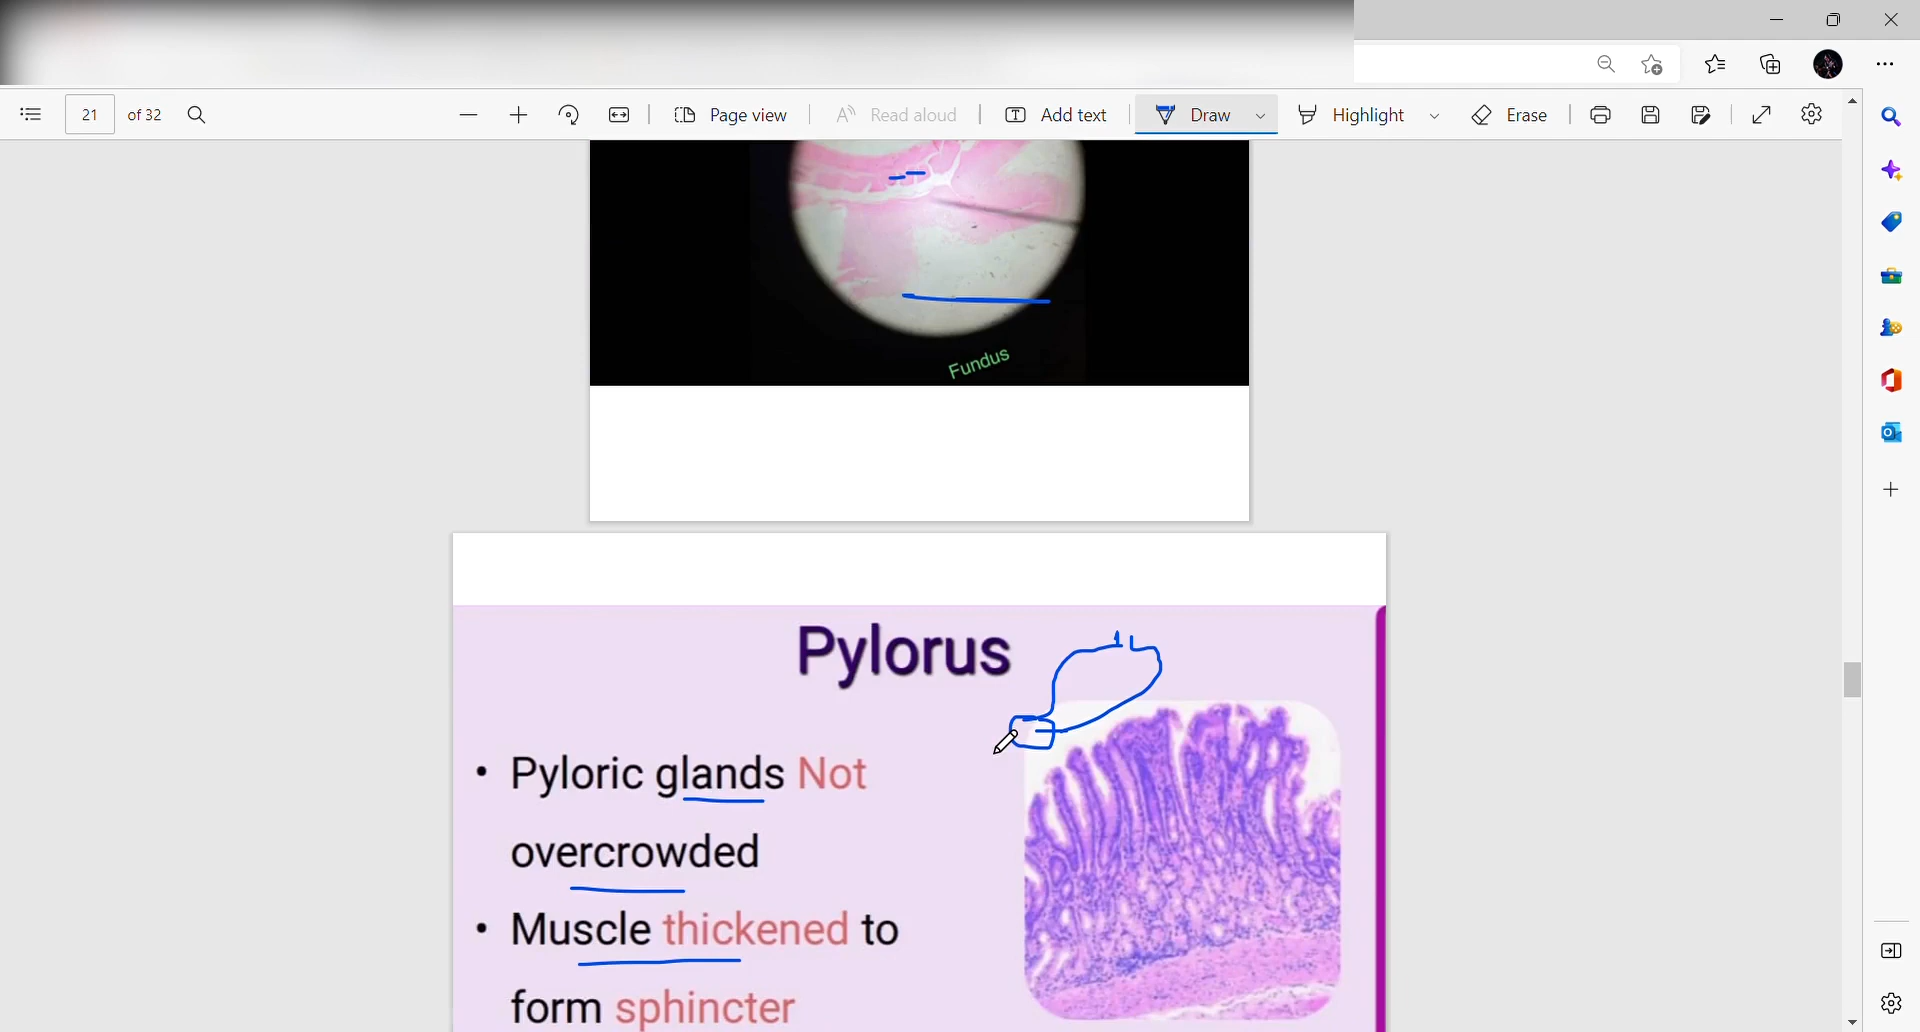 21 of 32 Page view Read aloud Add text Draw Highlight Erase
Fundus
Pylorus
• Pyloric glands Not
overcrowded
• Muscle thickened to
form sphincter